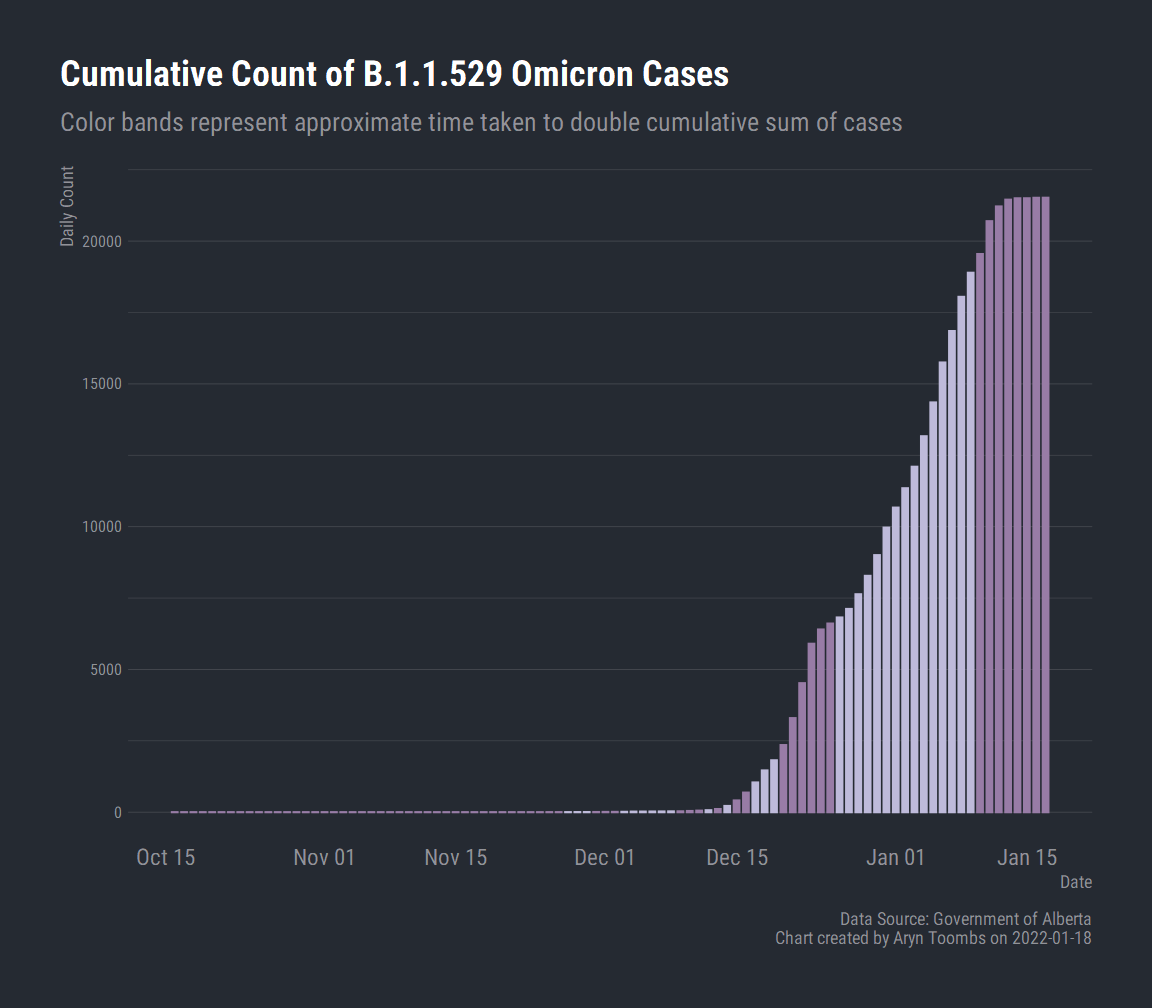 Cumulative Count of B.1.1.529 Omicron Cases
Color bands represent approximate time taken to double cumulative sum of cases
Daily Count
20000
15000
10000
5000
0
Oct 15 Nov 01 Nov 15 Dec 01 Dec 15 Jan 01 Jan 15
Date
Data Source: Government of Alberta
Chart created by Aryn Toombs on 2022-01-18